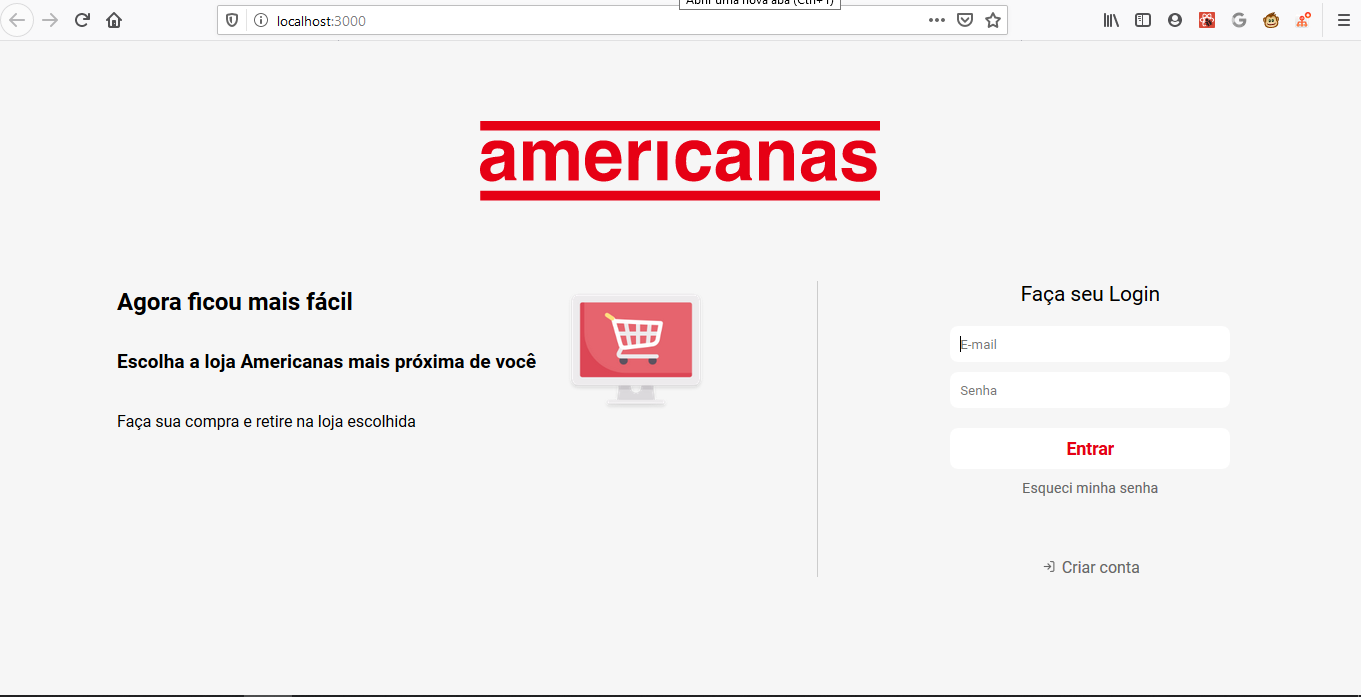 Abrir uma nova aba (Ctrl+T)
localhost:3000
americanas
Agora ficou mais fácil
Escolha a loja Americanas mais próxima de você
Faça sua compra e retire na loja escolhida
Faça seu Login
E-mail
Senha
Entrar
Esqueci minha senha
Criar conta